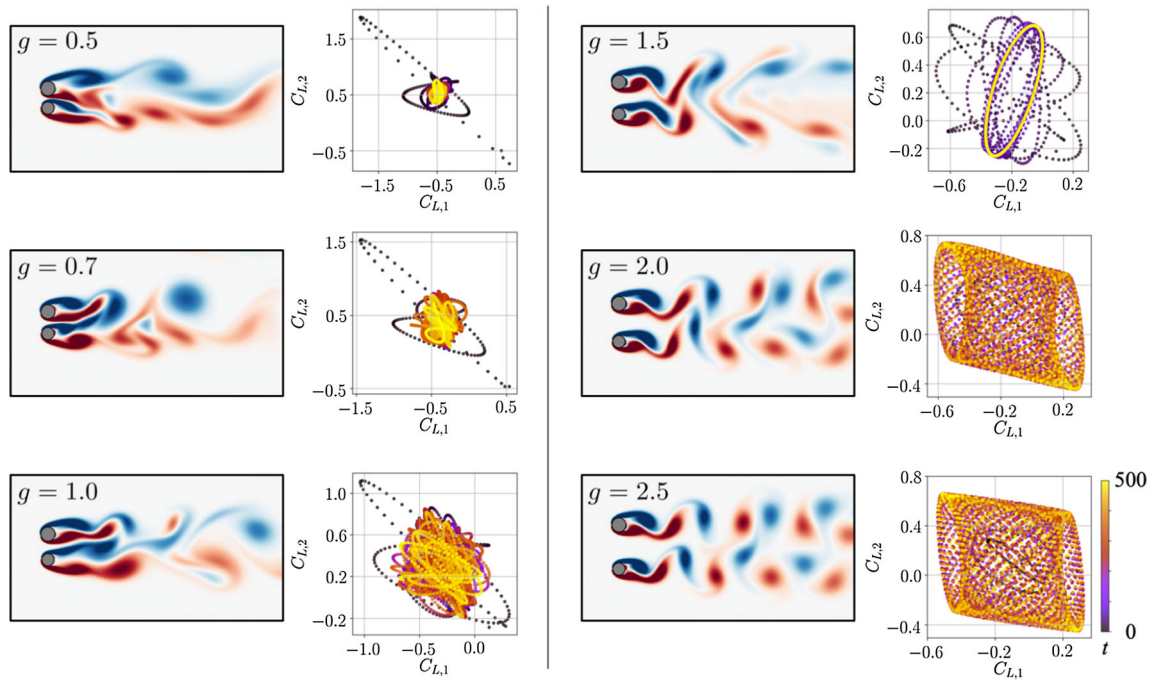 g = 0.5
1.5
0.5
−0.5
C_{L,2}
−1.5 −0.5 0.5
C_{L,1}
g = 0.7
1.5
0.5
−0.5
C_{L,2}
−1.5 −0.5 0.5
C_{L,1}
g = 1.0
1.0
0.6
0.2
−0.2
C_{L,2}
−1.0 −0.5 0.0
C_{L,1}
g = 1.5
0.6
0.4
0.2
0.0
−0.2
C_{L,2}
−0.6 −0.2 0.2
C_{L,1}
g = 2.0
0.8
0.4
0.0
−0.4
C_{L,2}
−0.6 −0.2 0.2
C_{L,1}
g = 2.5
0.8
0.4
0.0
−0.4
C_{L,2}
−0.6 −0.2 0.2
C_{L,1}
500
0
t